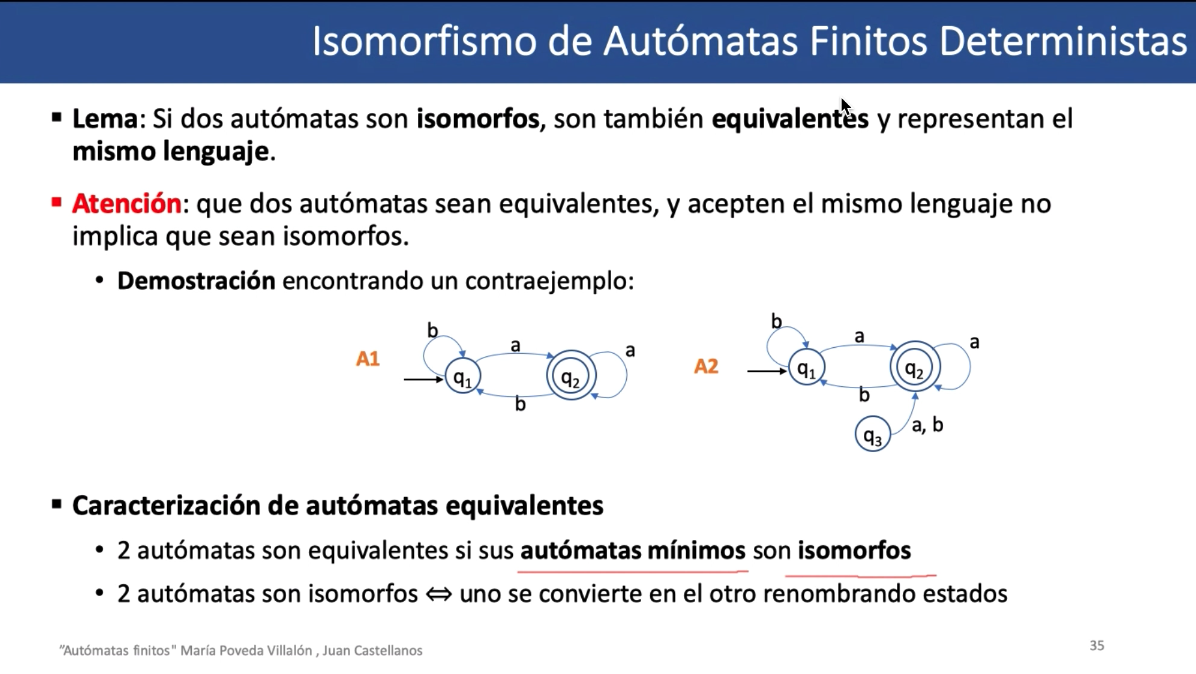 Isomorfismo de Autómatas Finitos Deterministas
▪ Lema: Si dos autómatas son isomorfos, son también equivalentes y representan el
mismo lenguaje.
▪ Atención: que dos autómatas sean equivalentes, y acepten el mismo lenguaje no
implica que sean isomorfos.
• Demostración encontrando un contraejemplo:
A1
b
q1
a
b
q2
a
A2
b
q1
a
b
q2
a
q3
a, b
▪ Caracterización de autómatas equivalentes
• 2 autómatas son equivalentes si sus autómatas mínimos son isomorfos
• 2 autómatas son isomorfos ⇔ uno se convierte en el otro renombrando estados
"Autómatas finitos" María Poveda Villalón , Juan Castellanos
35